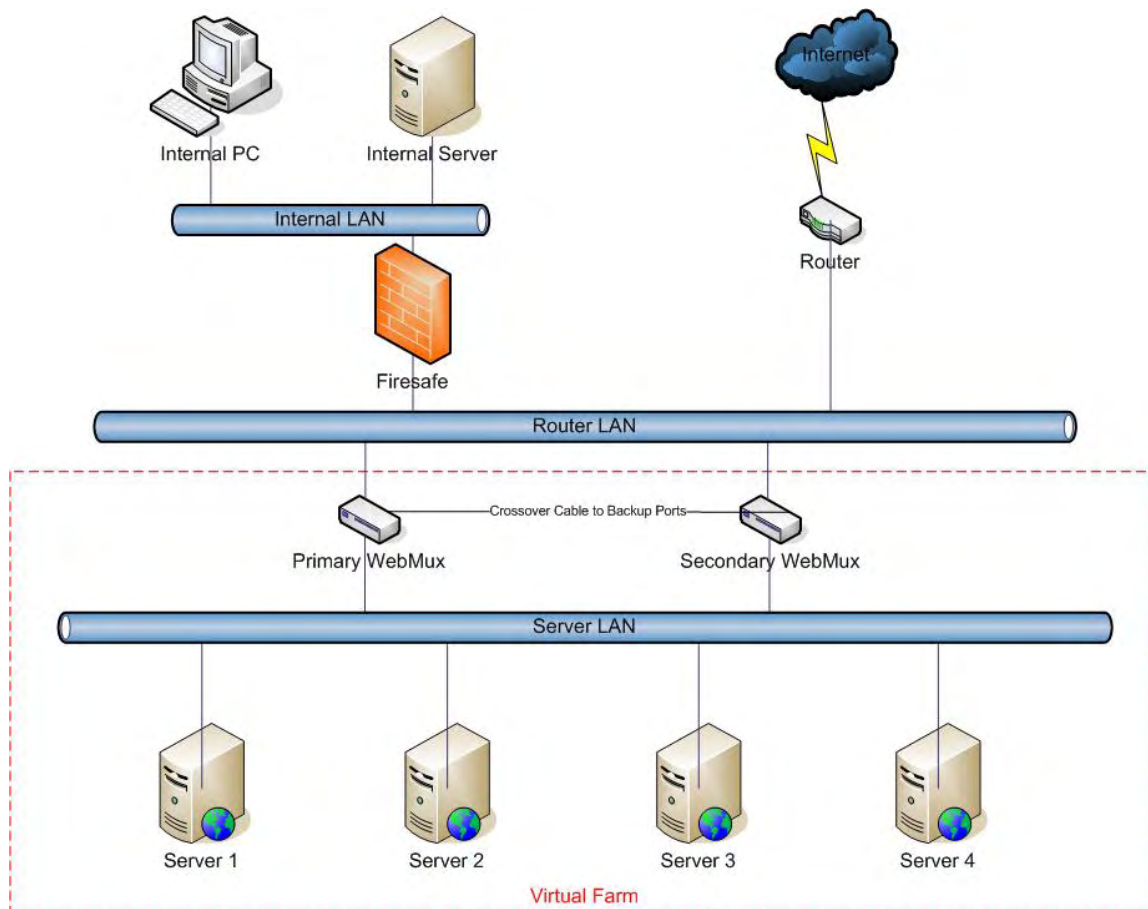 Internet
Internal PC
Internal Server
Internal LAN
Router
Firesafe
Router LAN
Crossover Cable to Backup Ports
Primary WebMux
Secondary WebMux
Server LAN
Server 1
Server 2
Server 3
Server 4
Virtual Farm